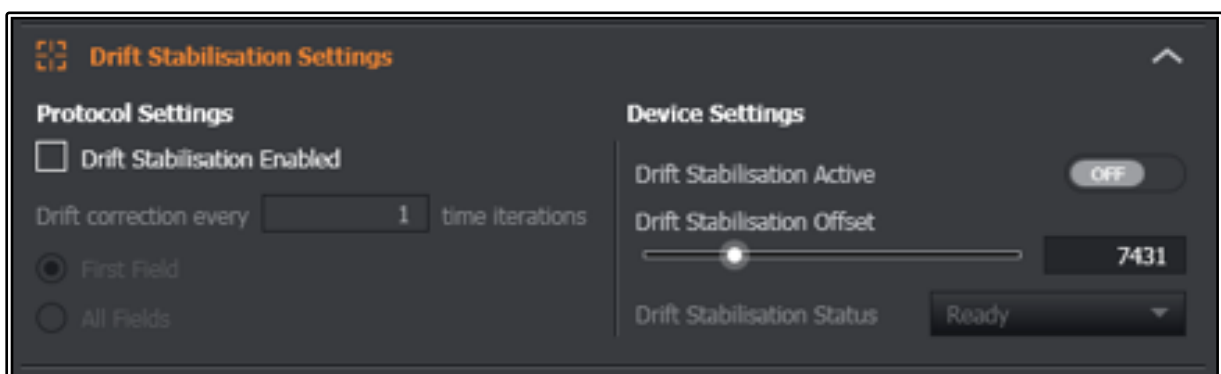 Drift Stabilisation Settings
Protocol Settings
Drift Stabilisation Enabled
Drift correction every 1 time iterations
First Field
All Fields
Device Settings
Drift Stabilisation Active OFF
Drift Stabilisation Offset
7431
Drift Stabilisation Status Ready